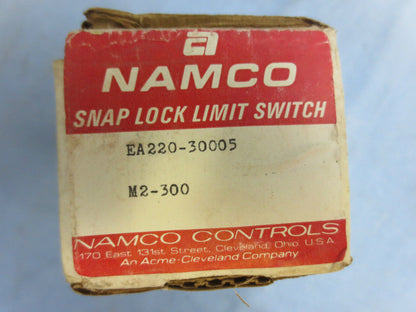 NAMCO
SNAP LOCK LIMIT SWITCH
EA220-30005
M2-300
NAMCO CONTROLS
170 East 131st Street, Cleveland, Ohio U.S.A.
An Acme-Cleveland Company